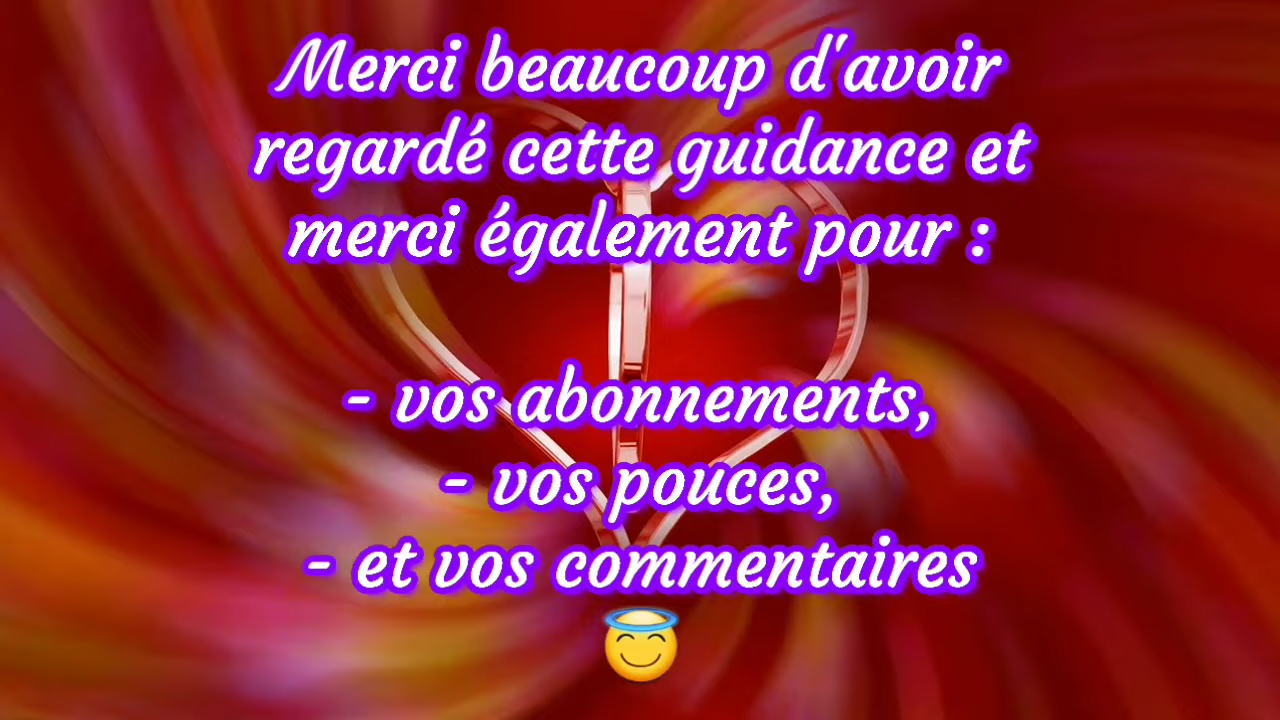 Merci beaucoup d'avoir
regardé cette guidance et
merci également pour :
- vos abonnements,
- vos pouces,
- et vos commentaires